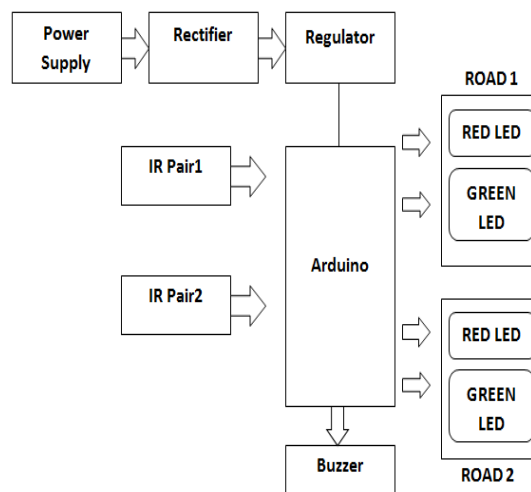 Power
Supply
Rectifier
Regulator
ROAD 1
RED LED
IR Pair1
GREEN
LED
Arduino
IR Pair2
RED LED
GREEN
LED
Buzzer
ROAD 2